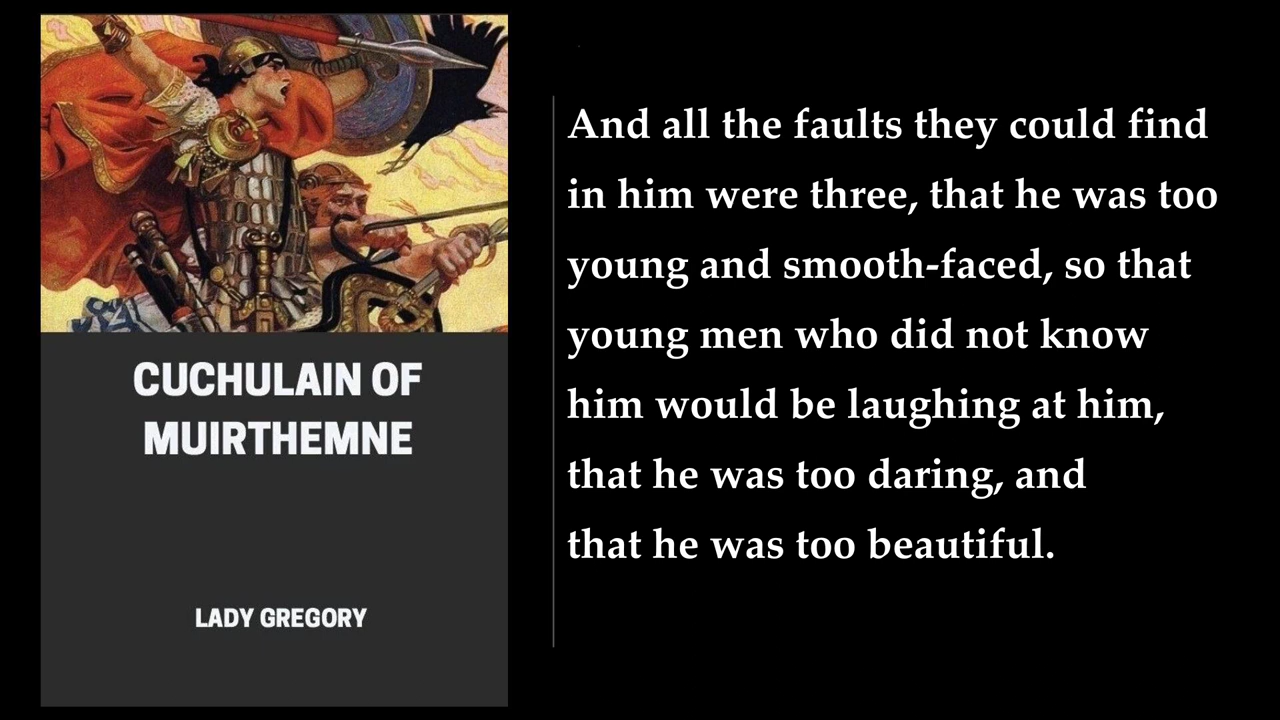 CUCHULAIN OF
MUIRTHEMNE
LADY GREGORY
And all the faults they could find
in him were three, that he was too
young and smooth-faced, so that
young men who did not know
him would be laughing at him,
that he was too daring, and
that he was too beautiful.